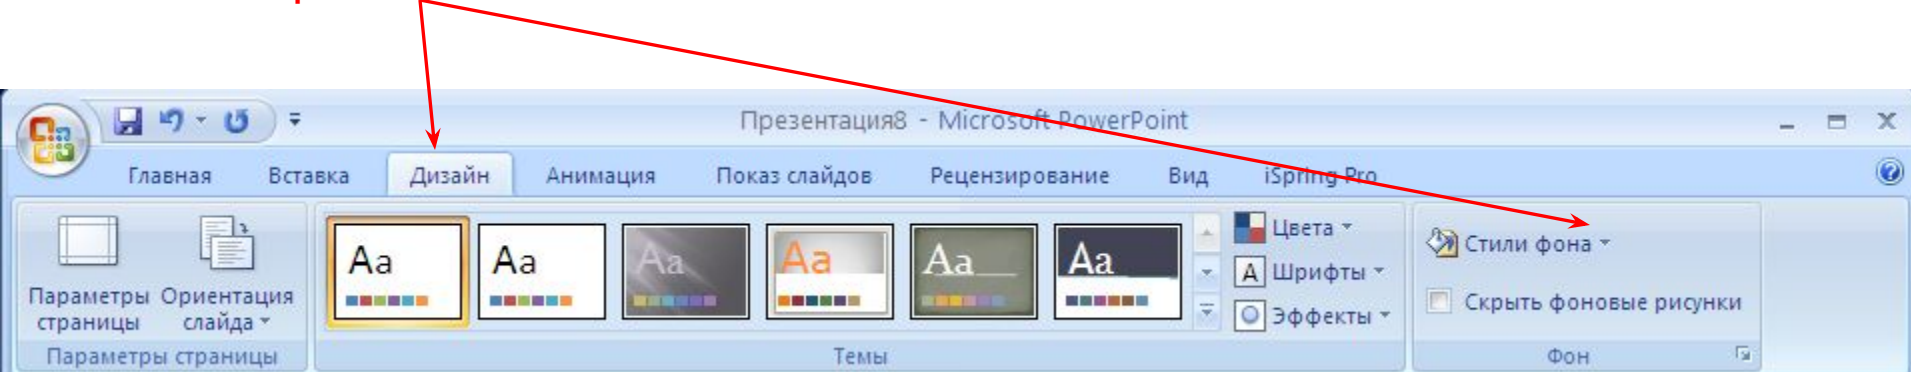 Презентация8 - Microsoft PowerPoint
Главная Вставка Дизайн Анимация Показ слайдов Рецензирование Вид iSpring Pro
Параметры страницы
Ориентация слайда
Aa Aa Aa Aa Aa Aa
Цвета
A Шрифты
Эффекты
Стили фона
Скрыть фоновые рисунки
Параметры страницы Темы Фон